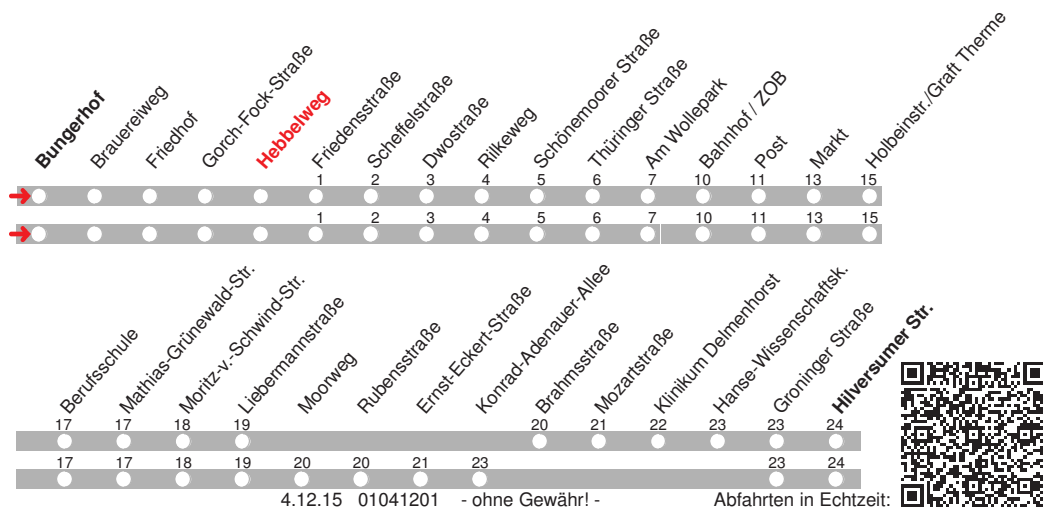 Bungerhof Brauereiweg Friedhof Gorch-Fock-Straße Hebbelweg Friedensstraße Scheffelstraße Dwostraße Rilkeweg Schönemoorer Straße Thüringer Straße Am Wollepark Bahnhof / ZOB Post Markt Holbeinstr./Graft Therme
1 2 3 4 5 6 7 10 11 13 15
1 2 3 4 5 6 7 10 11 13 15
Berufsschule Mathias-Grünewald-Str. Moritz-v.-Schwind-Str. Liebermannstraße Moorweg Rubensstraße Ernst-Eckert-Straße Konrad-Adenauer-Allee Brahmsstraße Mozartstraße Klinikum Delmenhorst Hanse-Wissenschaftsk. Groninger Straße Hilversumer Str.
17 17 18 19 20 21 22 23 23 24
17 17 18 19 20 20 21 23 23 24
4.12.15 01041201 - ohne Gewähr! - Abfahrten in Echtzeit: